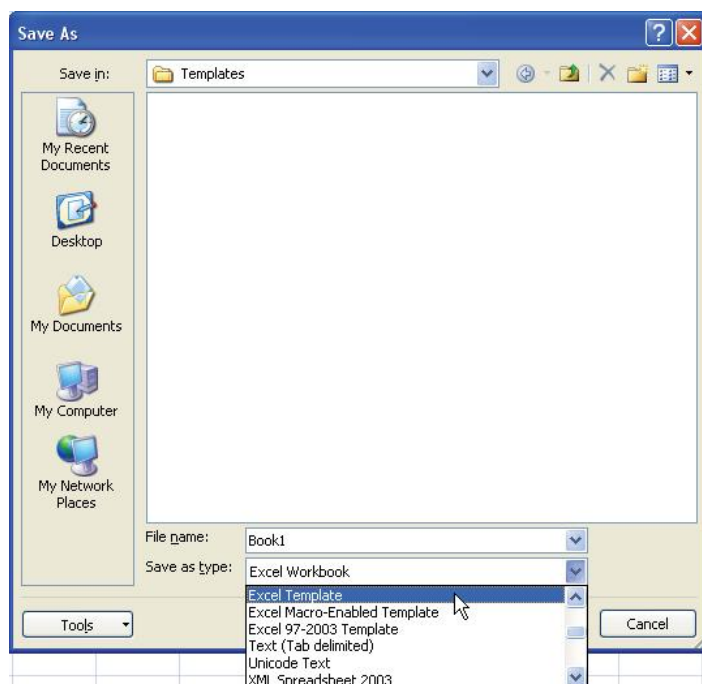 Save As
Save in:
Templates
My Recent
Documents
Desktop
My Documents
My Computer
My Network
Places
File name:
Book1
Save as type:
Excel Workbook
Excel Template
Excel Macro-Enabled Template
Excel 97-2003 Template
Text (Tab delimited)
Unicode Text
XML Spreadsheet 2003
Tools
Cancel